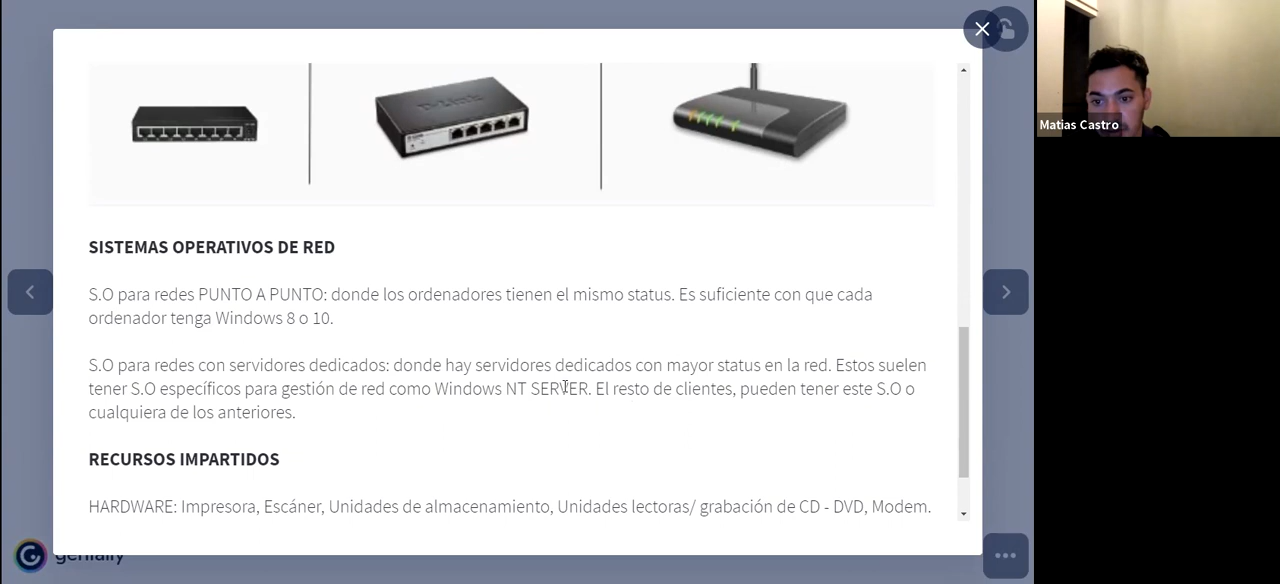 D-Link
Matias Castro
SISTEMAS OPERATIVOS DE RED
S.O para redes PUNTO A PUNTO: donde los ordenadores tienen el mismo status. Es suficiente con que cada
ordenador tenga Windows 8 o 10.
S.O para redes con servidores dedicados: donde hay servidores dedicados con mayor status en la red. Estos suelen
tener S.O específicos para gestión de red como Windows NT SERVER. El resto de clientes, pueden tener este S.O o
cualquiera de los anteriores.
RECURSOS IMPARTIDOS
HARDWARE: Impresora, Escáner, Unidades de almacenamiento, Unidades lectoras/ grabación de CD - DVD, Modem.
genially